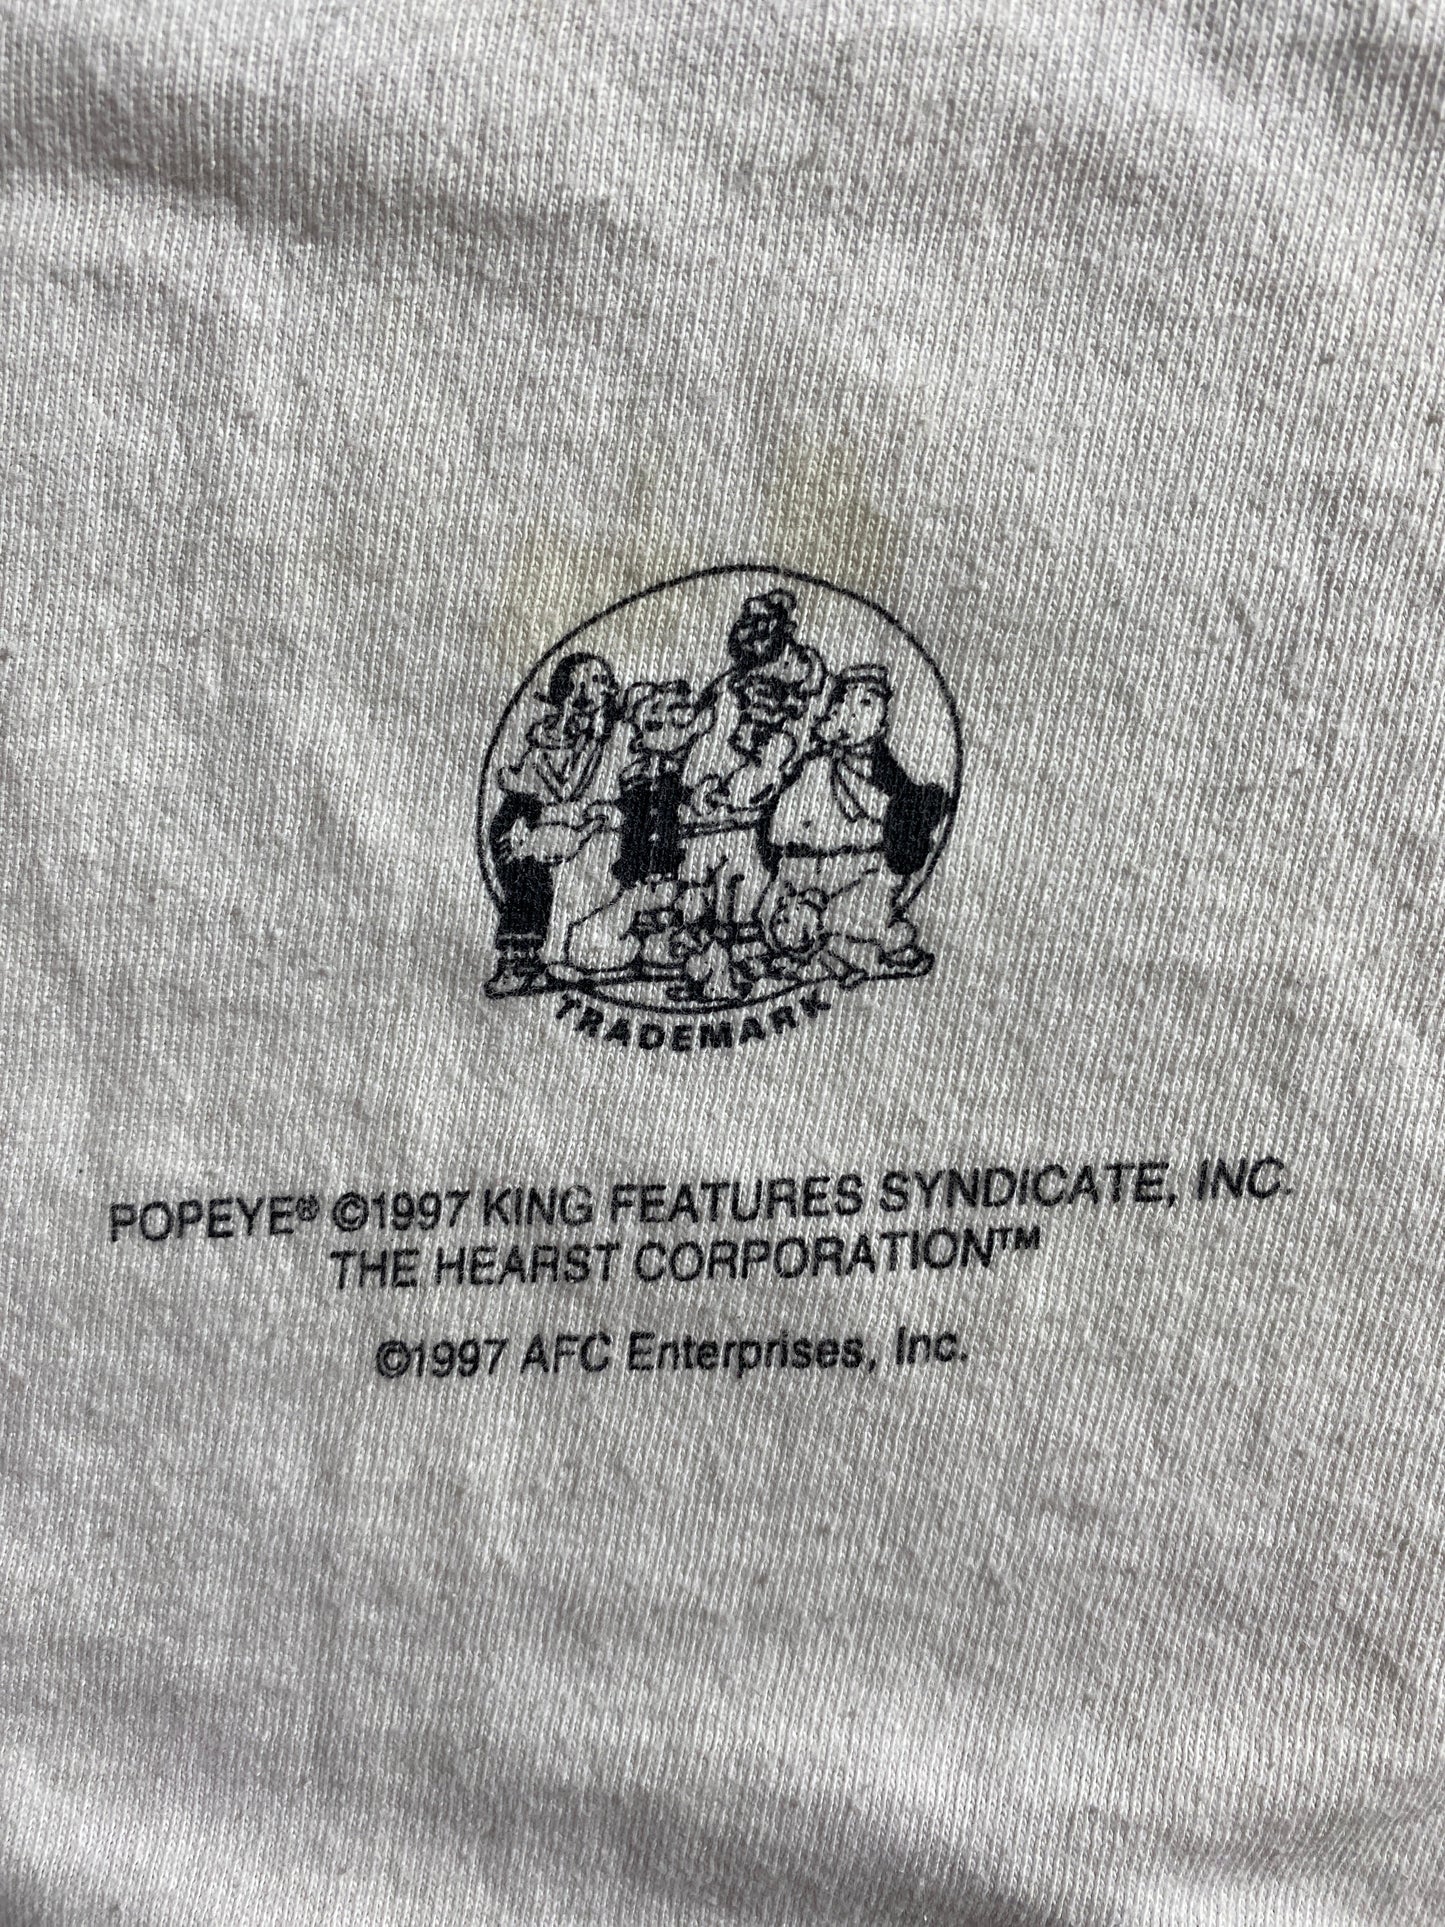 TRADEMARK
POPEYE® ©1997 KING FEATURES SYNDICATE, INC.
THE HEARST CORPORATION™
©1997 AFC Enterprises, Inc.